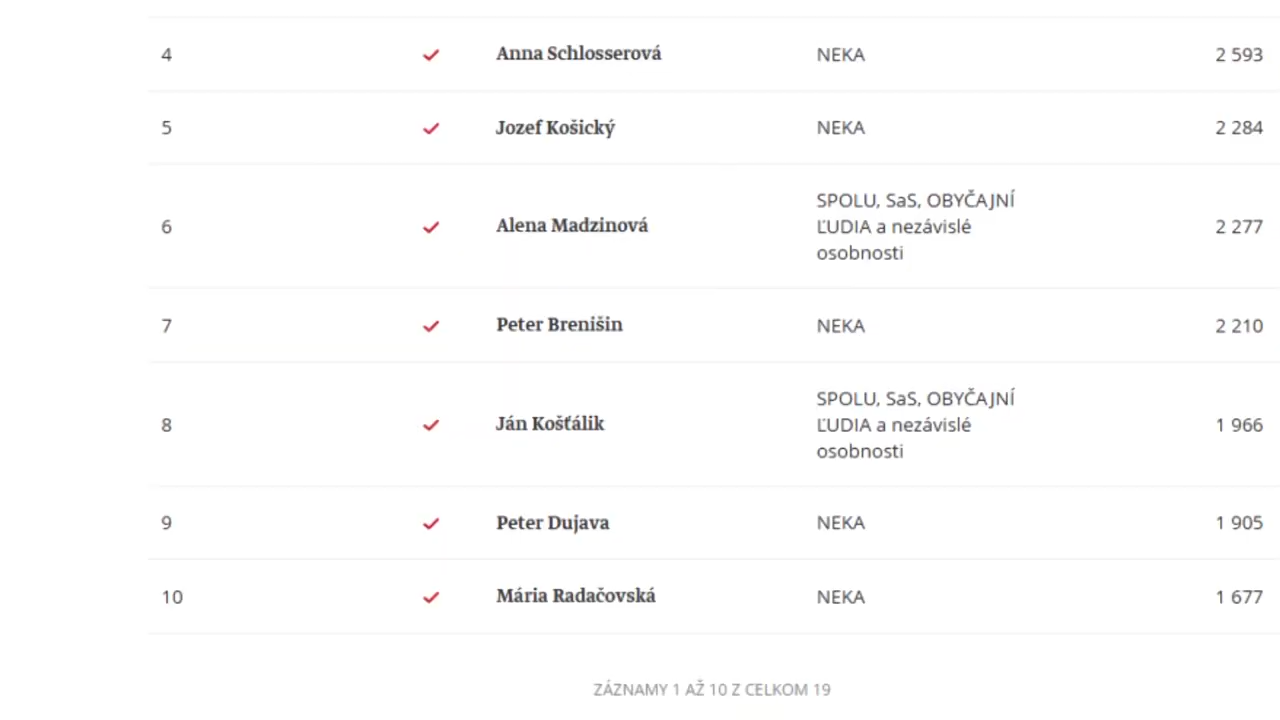 4 Anna Schlosserová NEKA 2 593
5 Jozef Košický NEKA 2 284
6 Alena Madzinová SPOLU, SaS, OBYČAJNÍ 2 277
ĽUDIA a nezávislé
osobnosti
7 Peter Brenišin NEKA 2 210
8 Ján Košťálik SPOLU, SaS, OBYČAJNÍ 1 966
ĽUDIA a nezávislé
osobnosti
9 Peter Dujava NEKA 1 905
10 Mária Radačovská NEKA 1 677
ZÁZNAMY 1 AŽ 10 Z CELKOM 19